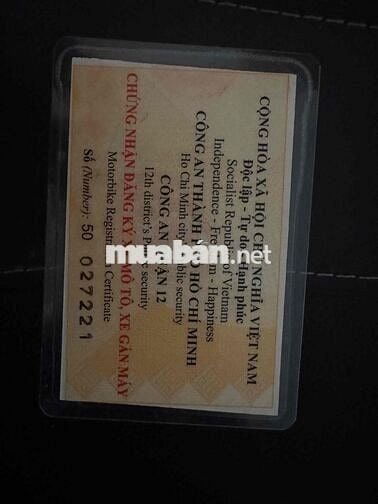 CỘNG HÒA XÃ HỘI CHỦ NGHĨA VIỆT NAM
Độc lập - Tự do - Hạnh phúc
Socialist Republic of Vietnam
Independence - Freedom - Happiness
CÔNG AN THÀNH PHỐ HỒ CHÍ MINH
Ho Chi Minh city's Public security
CÔNG AN QUẬN 12
12th district's Public security
CHỨNG NHẬN ĐĂNG KÝ XE MÔ TÔ, XE GẮN MÁY
Motorbike Registration Certificate
Số (Number): 50 027221
muaban.net